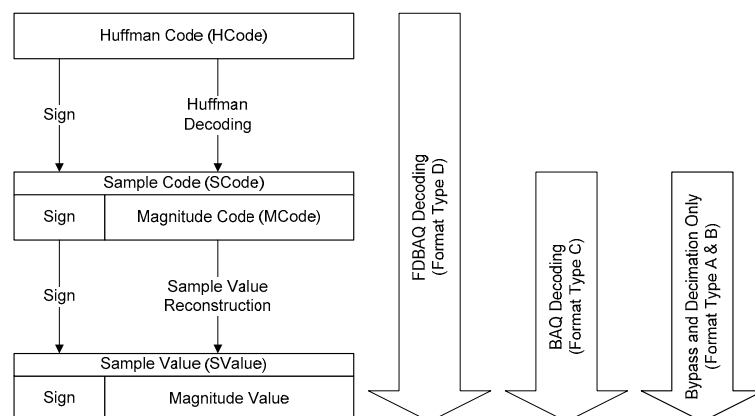 Huffman Code (HCode)
Sign
Huffman
Decoding
Sample Code (SCode)
Sign
Magnitude Code (MCode)
Sign
Sample Value
Reconstruction
Sample Value (SValue)
Sign
Magnitude Value
FDBAQ Decoding
(Format Type D)
BAQ Decoding
(Format Type C)
Bypass and Decimation Only
(Format Type A & B)